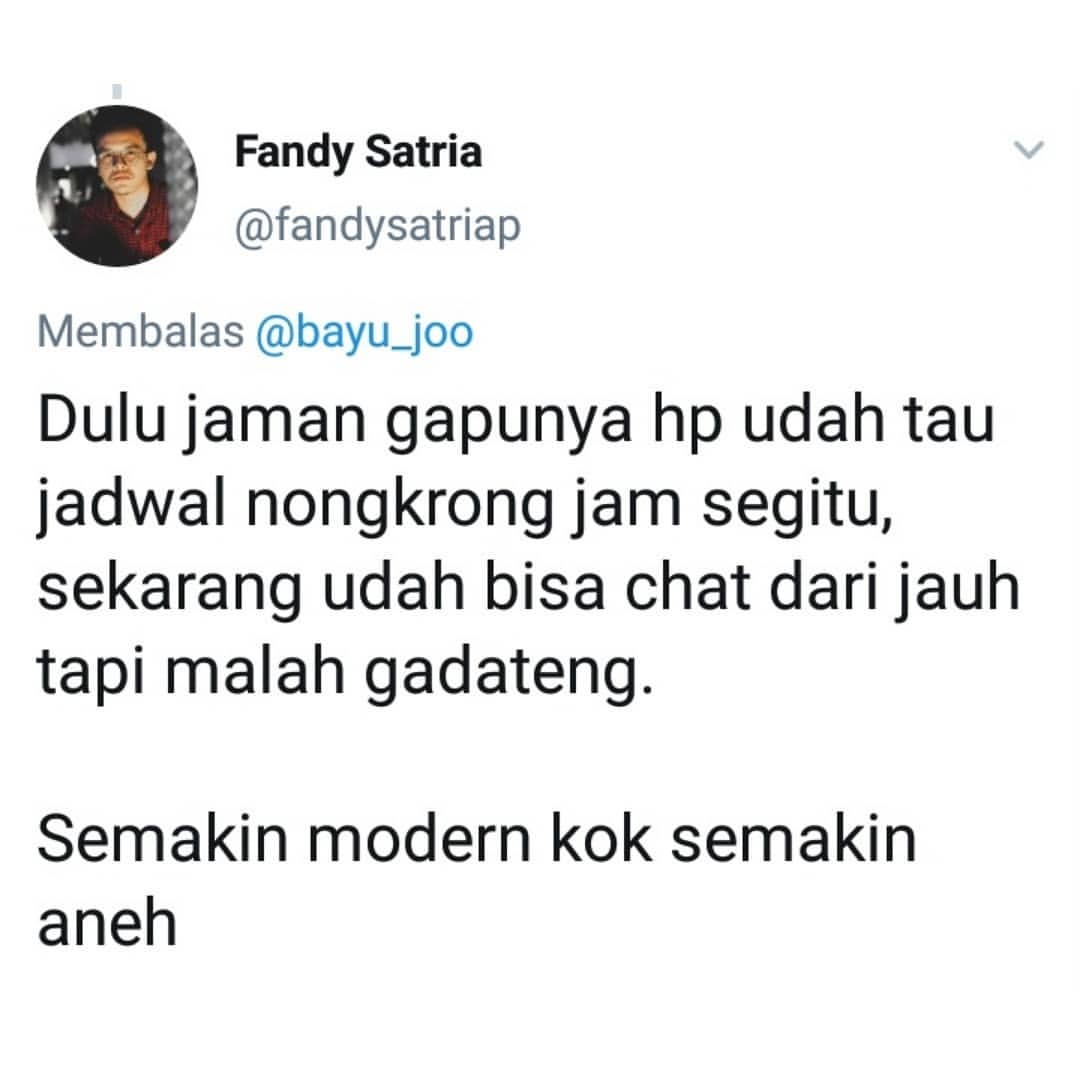 Fandy Satria
@fandysatriap
Membalas @bayu_joo
Dulu jaman gapunya hp udah tau
jadwal nongkrong jam segitu,
sekarang udah bisa chat dari jauh
tapi malah gadateng.
Semakin modern kok semakin
aneh